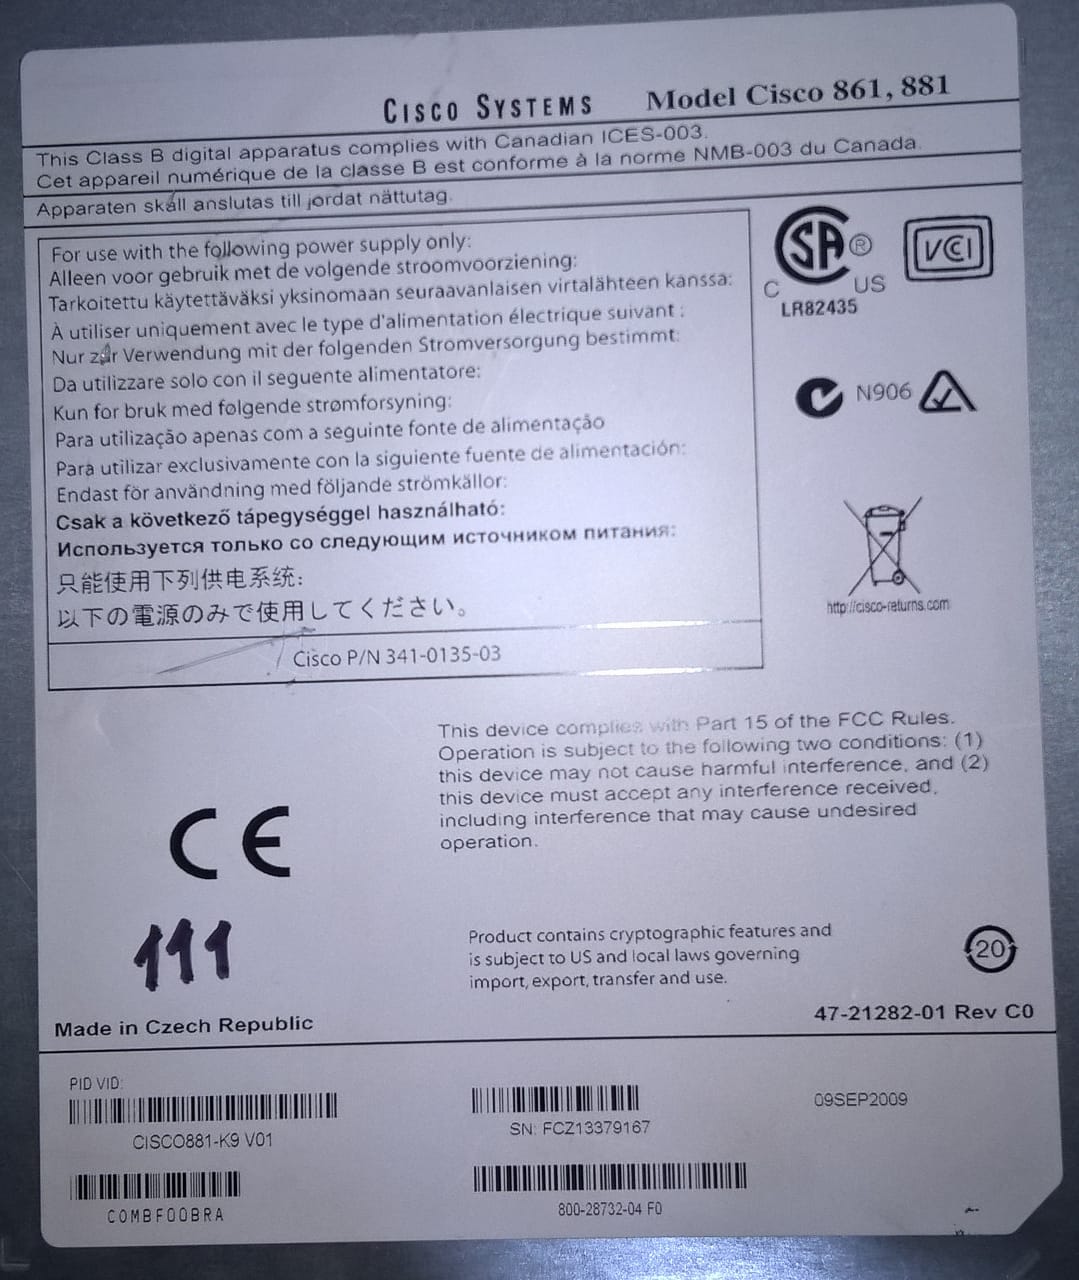 CISCO SYSTEMS Model Cisco 861, 881
This Class B digital apparatus complies with Canadian ICES-003.
Cet appareil numérique de la classe B est conforme à la norme NMB-003 du Canada.
Apparaten skall anslutas till jordat nättutag.
For use with the following power supply only:
Alleen voor gebruik met de volgende stroomvoorziening:
Tarkoitettu käytettäväksi yksinomaan seuraavanlaisen virtalähteen kanssa:
À utiliser uniquement avec le type d'alimentation électrique suivant :
Nur zur Verwendung mit der folgenden Stromversorgung bestimmt:
Da utilizzare solo con il seguente alimentatore:
Kun for bruk med følgende strømforsyning:
Para utilização apenas com a seguinte fonte de alimentação
Para utilizar exclusivamente con la siguiente fuente de alimentación:
Endast för användning med följande strömkällor:
Csak a következő tápegységgel használható:
Используется только со следующим источником питания:
只能使用下列供电系统:
以下の電源のみで使用してください。
Cisco P/N 341-0135-03
SA ®
C US
LR82435
VCI
N906
http://cisco-returns.com
This device complies with Part 15 of the FCC Rules.
Operation is subject to the following two conditions: (1)
this device may not cause harmful interference, and (2)
this device must accept any interference received,
including interference that may cause undesired
operation.
CE
111
Product contains cryptographic features and
is subject to US and local laws governing
import, export, transfer and use.
20
Made in Czech Republic
47-21282-01 Rev C0
PID VID:
CISCO881-K9 V01
SN: FCZ13379167
09SEP2009
COMBF00BRA
800-28732-04 F0